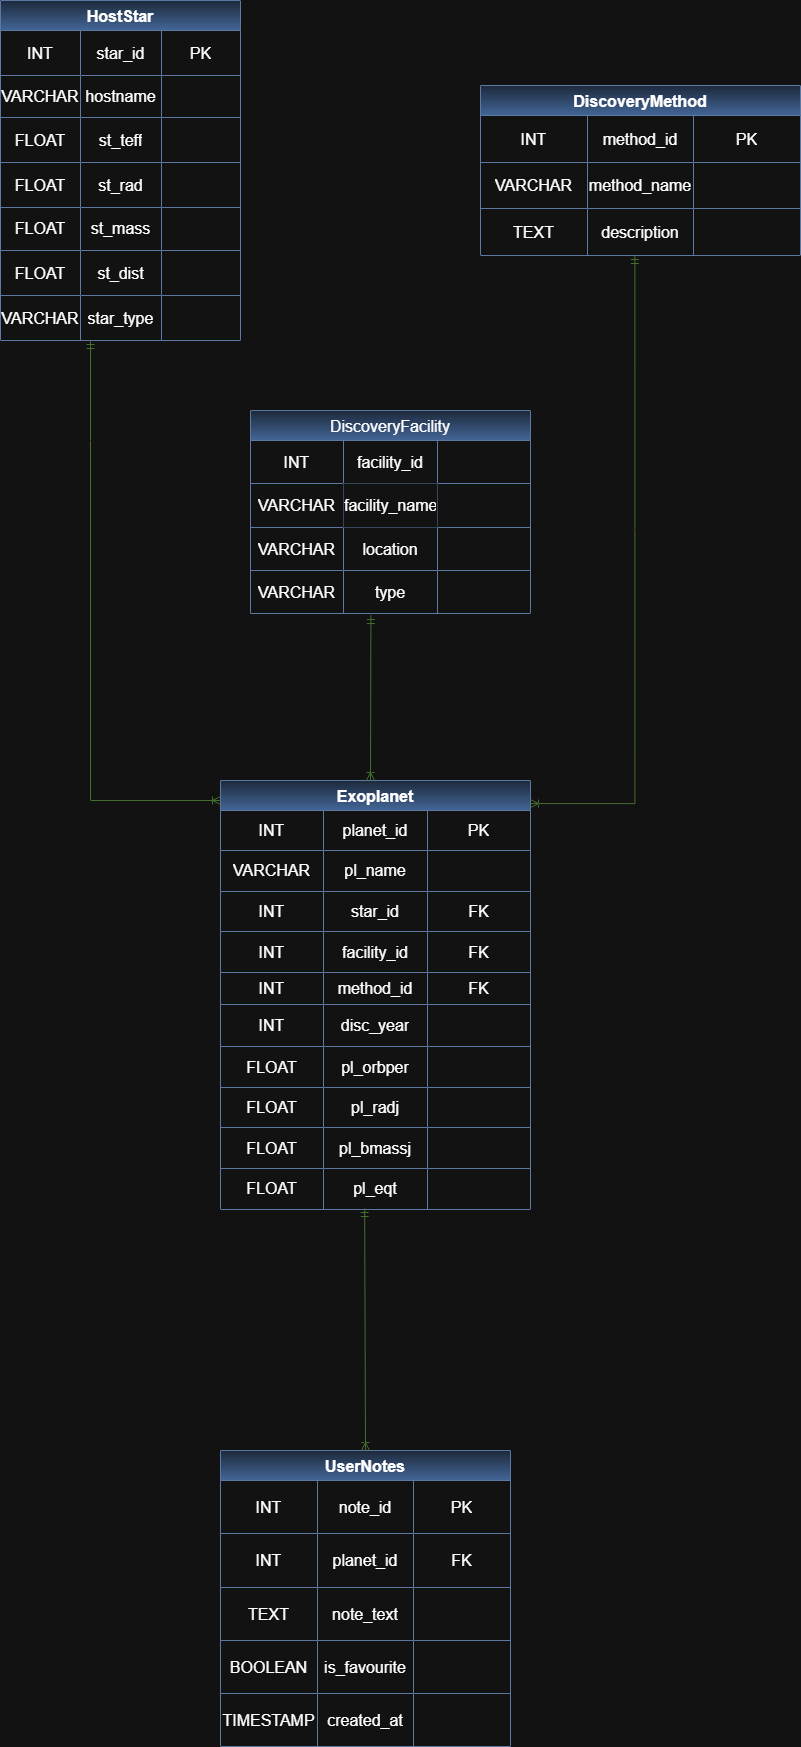 HostStar
INT star_id PK
VARCHAR hostname
FLOAT st_teff
FLOAT st_rad
FLOAT st_mass
FLOAT st_dist
VARCHAR star_type
DiscoveryMethod
INT method_id PK
VARCHAR method_name
TEXT description
DiscoveryFacility
INT facility_id
VARCHAR facility_name
VARCHAR location
VARCHAR type
Exoplanet
INT planet_id PK
VARCHAR pl_name
INT star_id FK
INT facility_id FK
INT method_id FK
INT disc_year
FLOAT pl_orbper
FLOAT pl_radj
FLOAT pl_bmassj
FLOAT pl_eqt
UserNotes
INT note_id PK
INT planet_id FK
TEXT note_text
BOOLEAN is_favourite
TIMESTAMP created_at